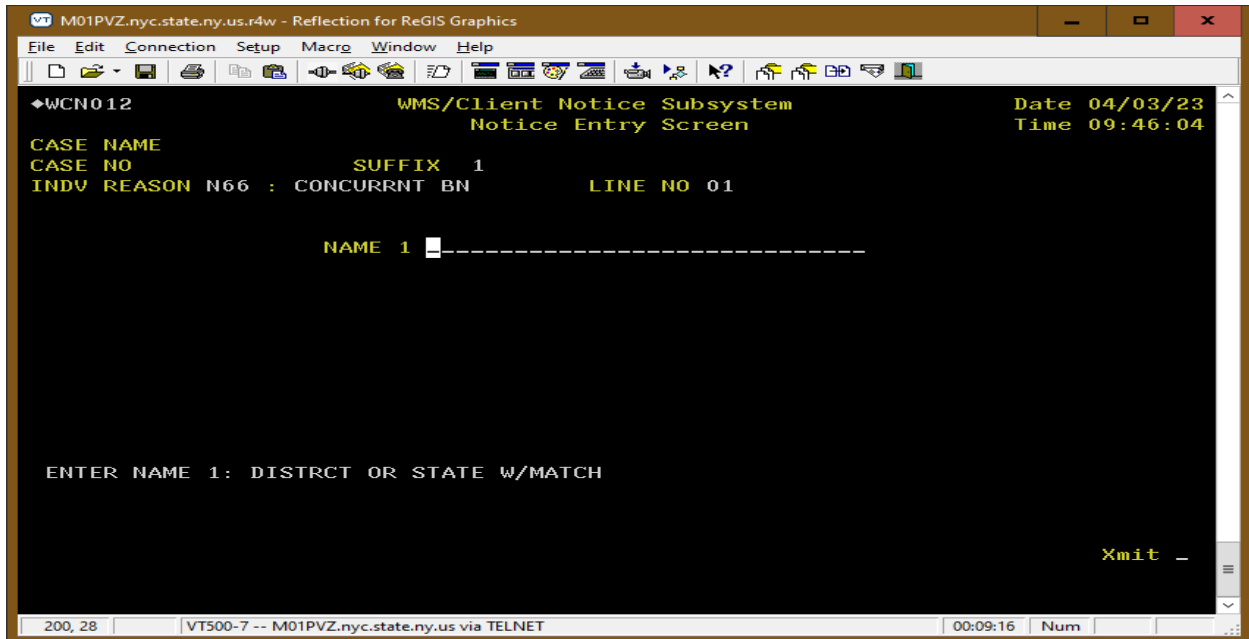 VT M01PVZ.nyc.state.ny.us.r4w - Reflection for ReGIS Graphics
File Edit Connection Setup Macro Window Help
◆WCN012 WMS/Client Notice Subsystem Date 04/03/23
Notice Entry Screen Time 09:46:04
CASE NAME
CASE NO SUFFIX 1
INDV REASON N66 : CONCURRNT BN LINE NO 01
NAME 1 ______________________________
ENTER NAME 1: DISTRCT OR STATE W/MATCH
Xmit _
200, 28 VT500-7 -- M01PVZ.nyc.state.ny.us via TELNET 00:09:16 Num